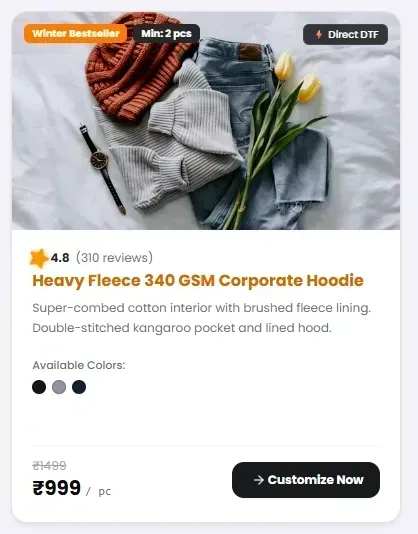 Winter Bestseller
Min: 2 pcs
Direct DTF
4.8 (310 reviews)
Heavy Fleece 340 GSM Corporate Hoodie
Super-combed cotton interior with brushed fleece lining.
Double-stitched kangaroo pocket and lined hood.
Available Colors:
₹1499
₹999 / pc
→ Customize Now